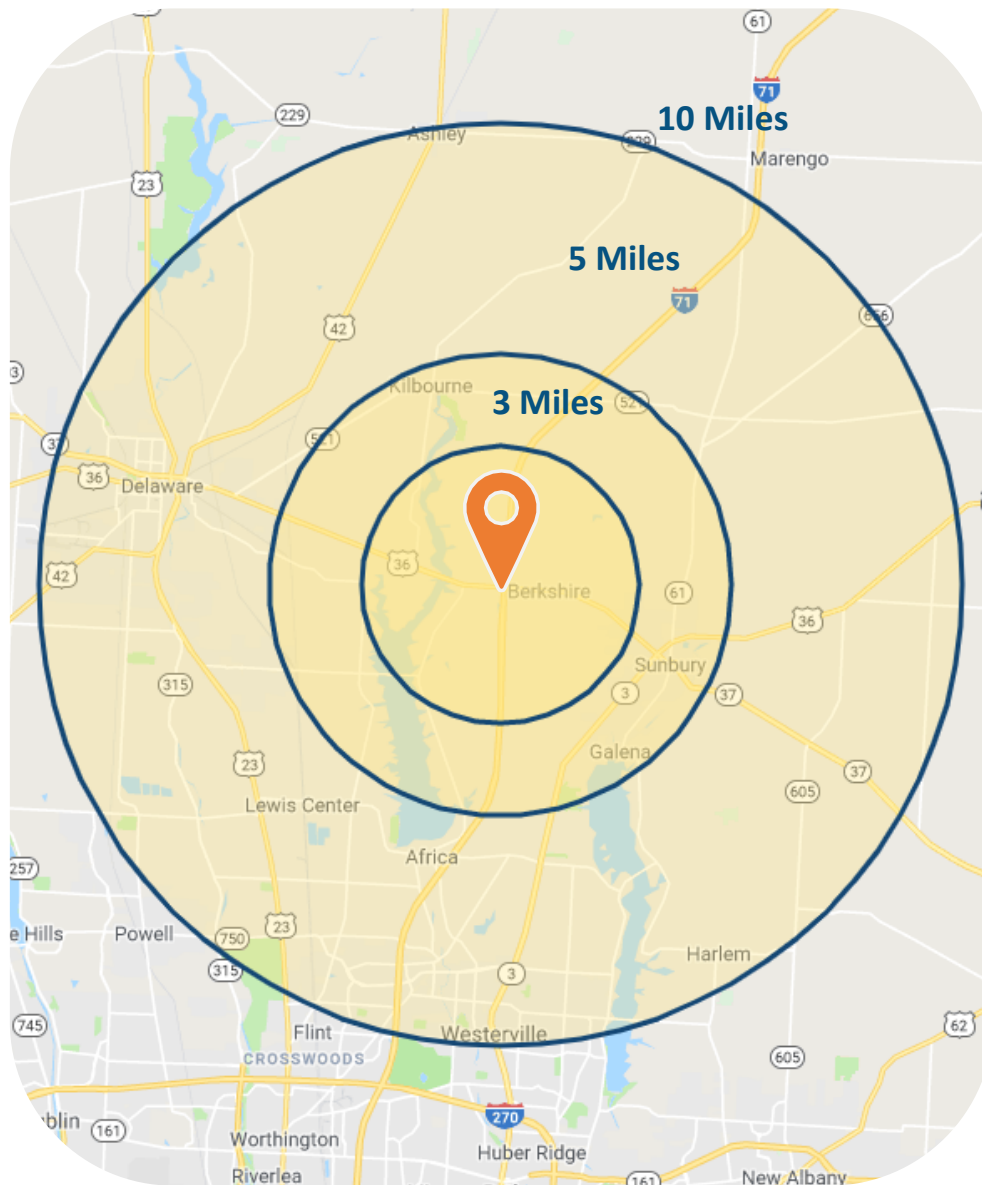 61
71
229
10 Miles
Ashley
229
Marengo
23
5 Miles
71
656
42
Kilbourne
3 Miles
521
521
37
36
Delaware
36
42
Berkshire
61
36
Sunbury
315
3
37
Galena
23
37
605
Lewis Center
Africa
257
e Hills
Powell
750
23
Harlem
315
3
745
Flint
Westerville
62
CROSSWOODS
605
270
blin
161
Worthington
Huber Ridge
Riverlea
161
New Albany